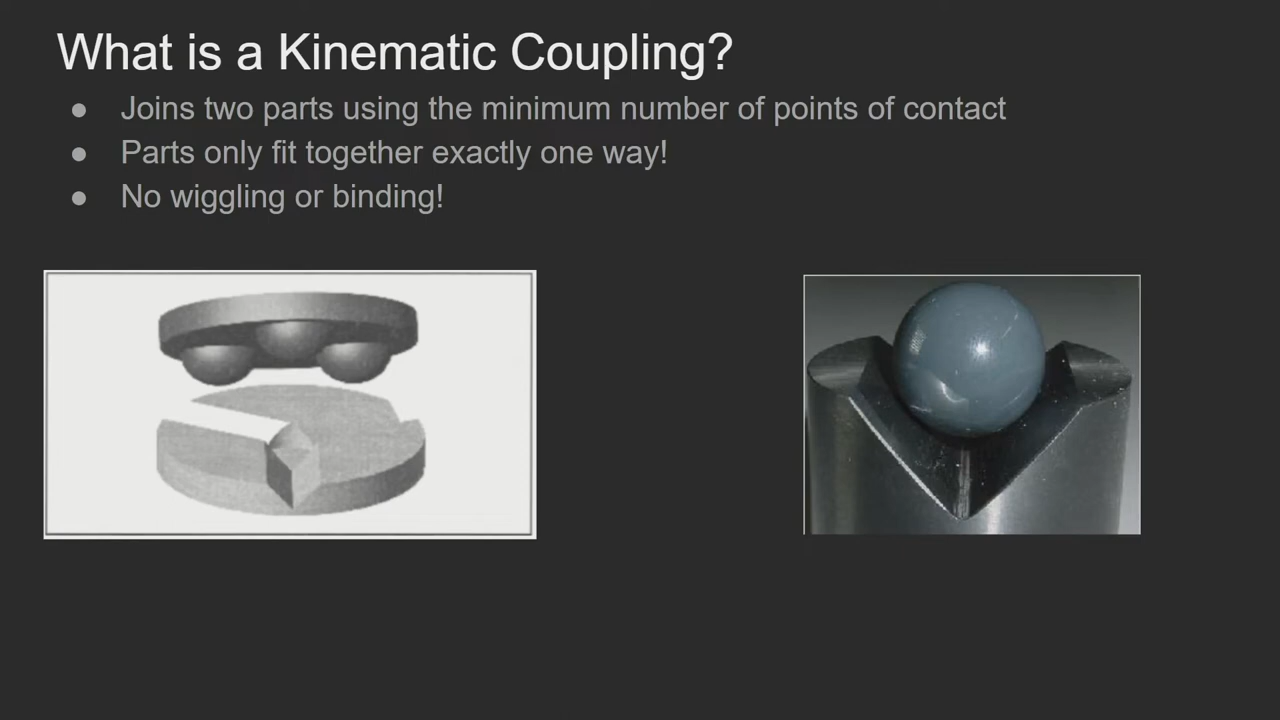 What is a Kinematic Coupling?
● Joins two parts using the minimum number of points of contact
● Parts only fit together exactly one way!
● No wiggling or binding!